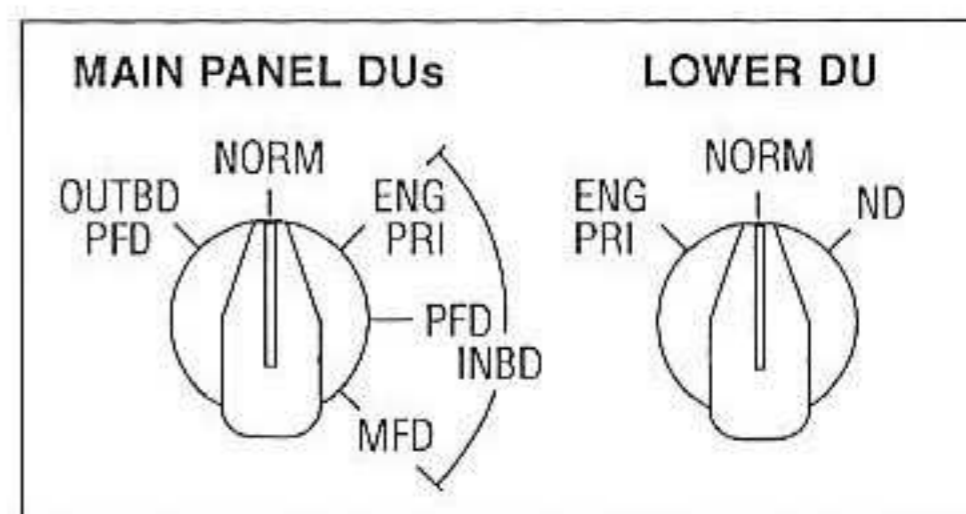 MAIN PANEL DUs
LOWER DU
NORM
OUTBD
PFD
ENG
PRI
PFD
INBD
MFD
NORM
ENG
PRI
ND